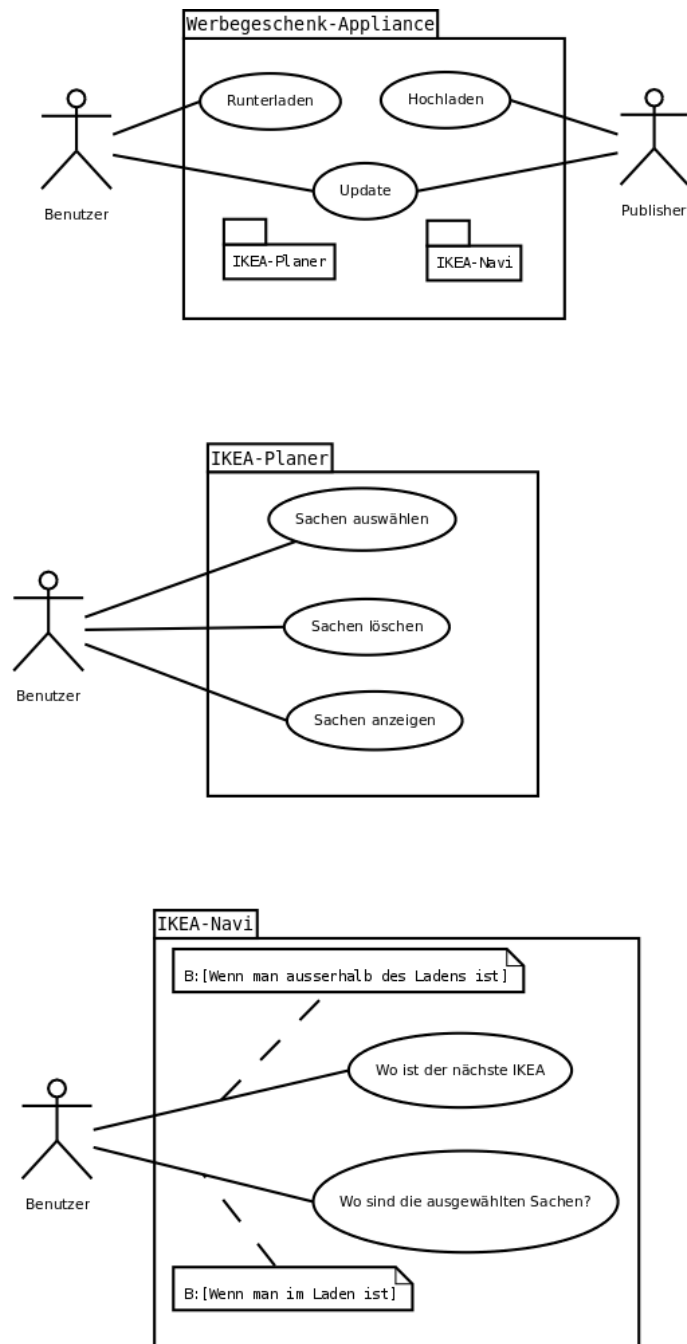 Werbegeschenk-Appliance
Runterladen
Hochladen
Update
Benutzer
Publisher
IKEA-Planer
IKEA-Navi
IKEA-Planer
Sachen auswählen
Sachen löschen
Benutzer
Sachen anzeigen
IKEA-Navi
B:[Wenn man ausserhalb des Ladens ist]
Wo ist der nächste IKEA
Benutzer
Wo sind die ausgewählten Sachen?
B:[Wenn man im Laden ist]